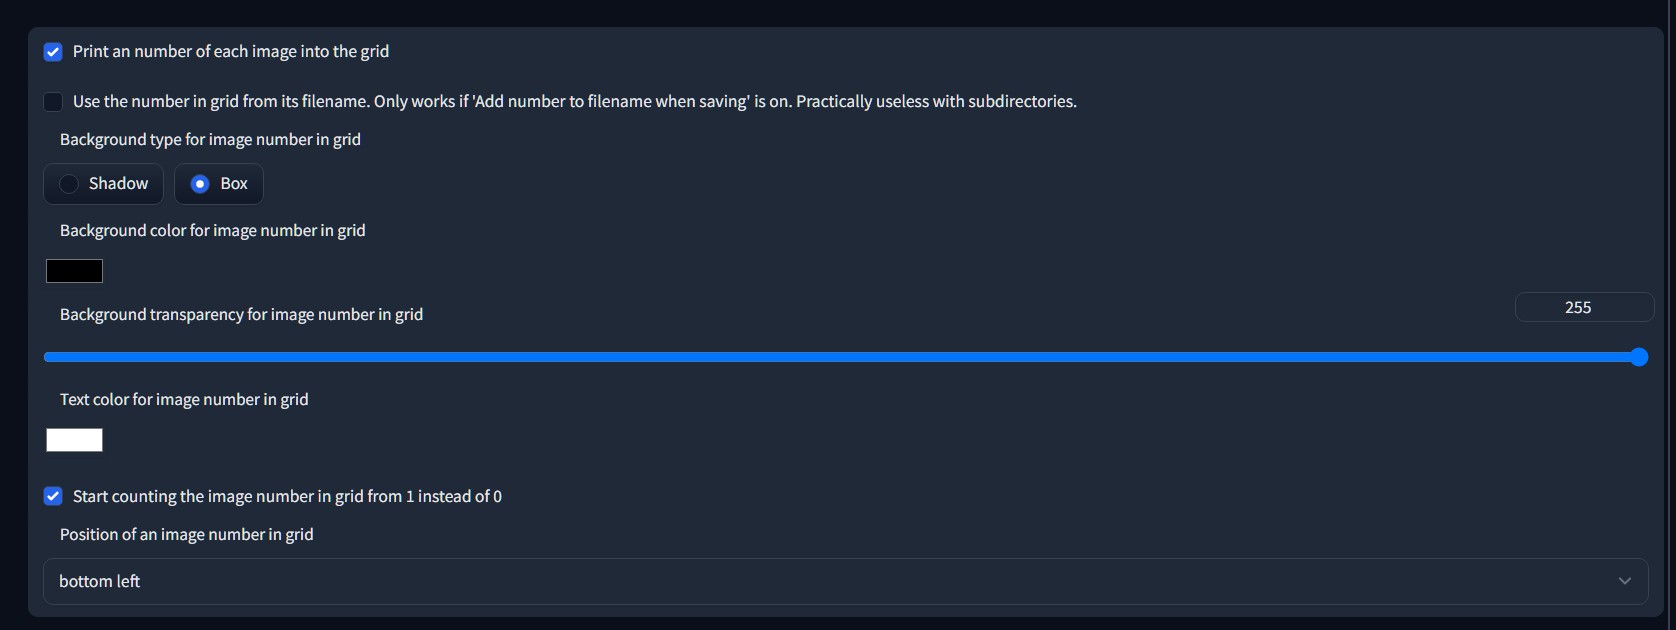 Print an number of each image into the grid
Use the number in grid from its filename. Only works if 'Add number to filename when saving' is on. Practically useless with subdirectories.
Background type for image number in grid
Shadow
Box
Background color for image number in grid
Background transparency for image number in grid
255
Text color for image number in grid
Start counting the image number in grid from 1 instead of 0
Position of an image number in grid
bottom left